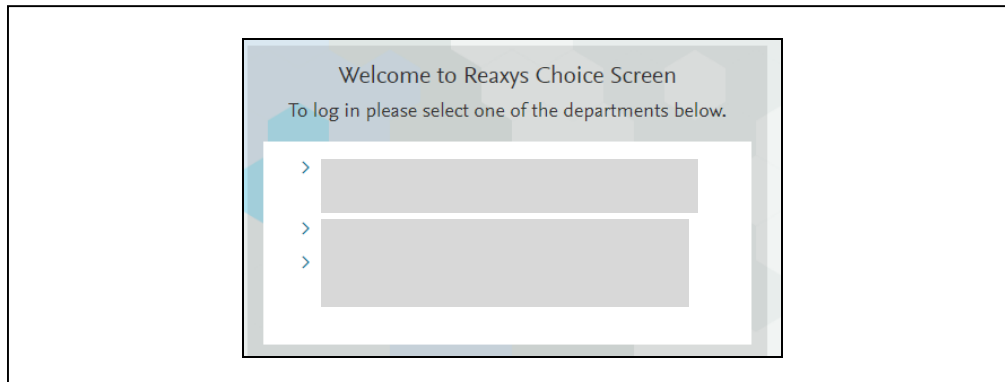 Welcome to Reaxys Choice Screen
To log in please select one of the departments below.